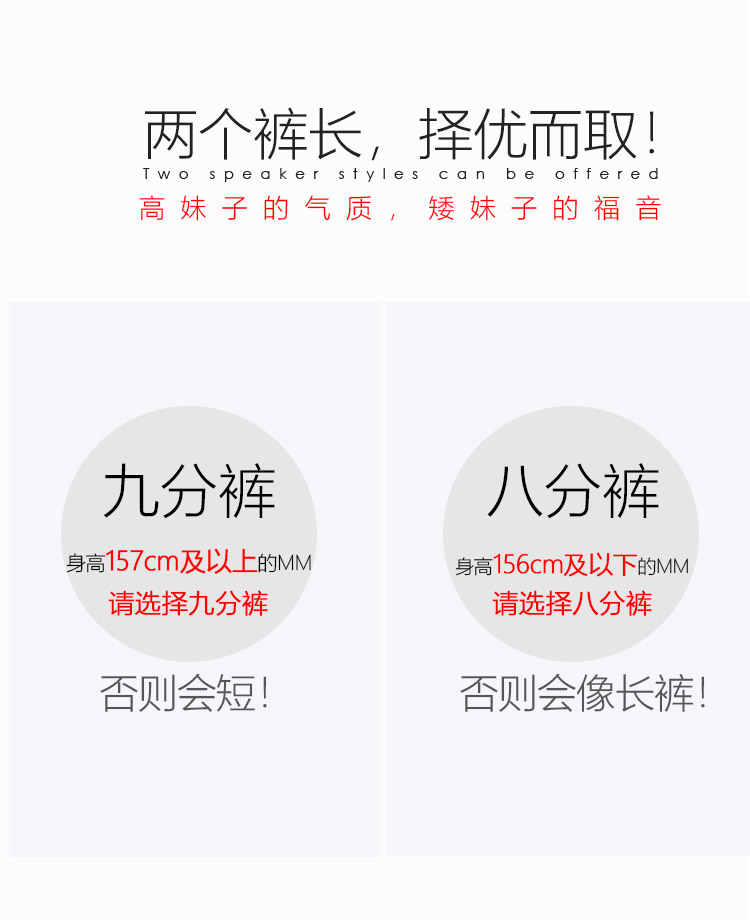 两个裤长，择优而取！
Two speaker styles can be offered
高妹子的气质，矮妹子的福音
九分裤
身高157cm及以上的MM
请选择九分裤
否则会短！
八分裤
身高156cm及以下的MM
请选择八分裤
否则会像长裤！